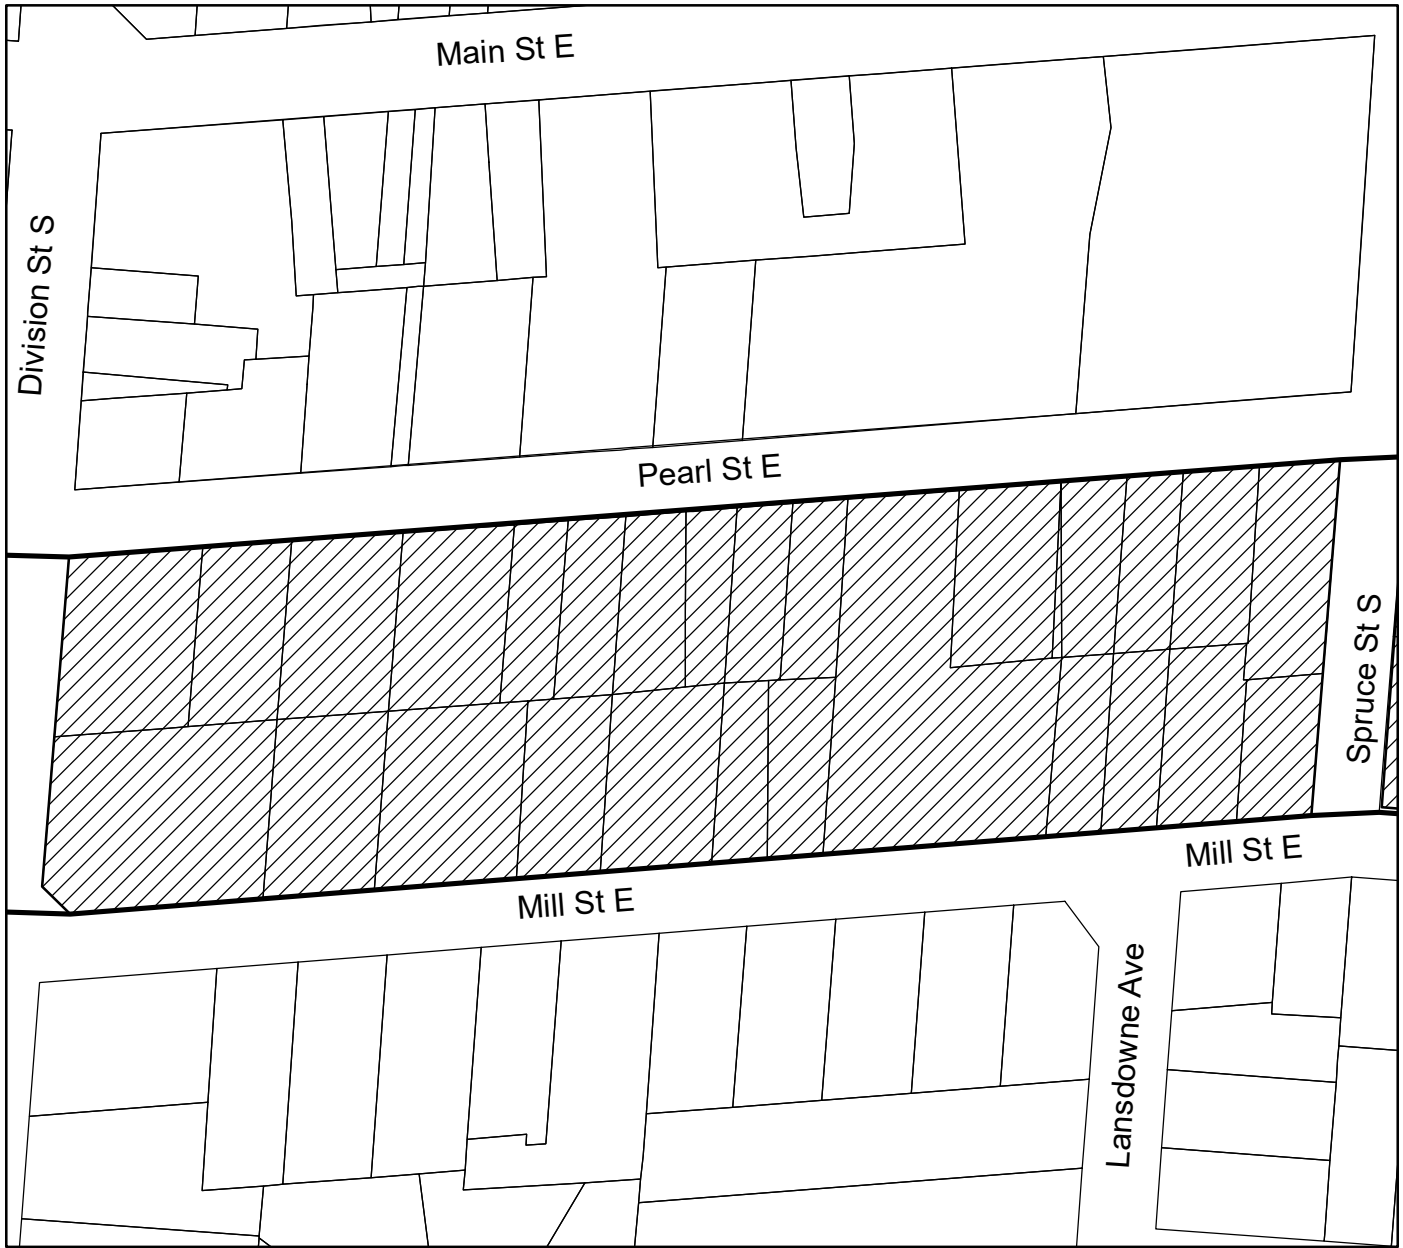 Main St E
Division St S
Pearl St E
Spruce St S
Mill St E
Mill St E
Lansdowne Ave